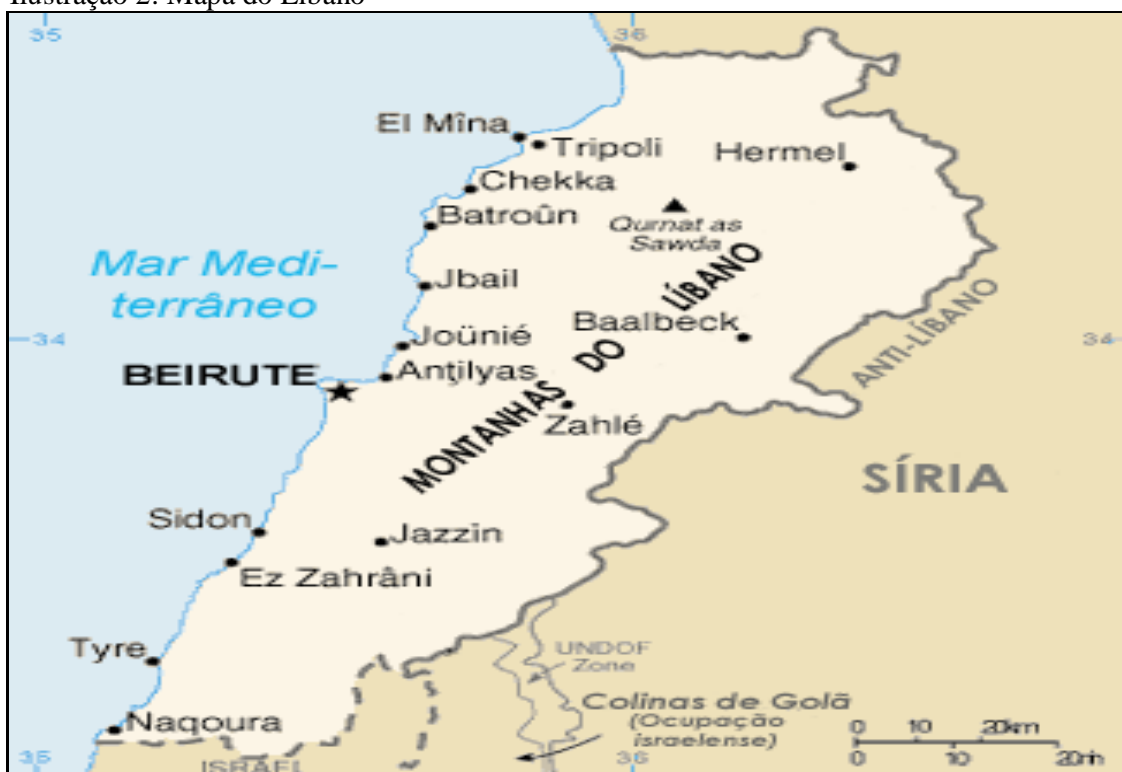 Ilustração 2: Mapa do Líbano
35
36
El Mîna
Tripoli
Hermel
Chekka
Qurnat as
Sawda
Batroûn
Mar Medi-
terrâneo
Jbail
MONTANHAS DO LÍBANO
ANTI-LÍBANO
34
Joünié
Baalbeck
34
BEIRUTE
Anţilyas
Zahlé
SÍRIA
Sidon
Jazzîn
Ez Zahrâni
Tyre
UNDOF
Zone
Colinas de Golã
(Ocupação
israelense)
Naqoura
0 10 20km
0 10 20mi
35
ISRAEL
36